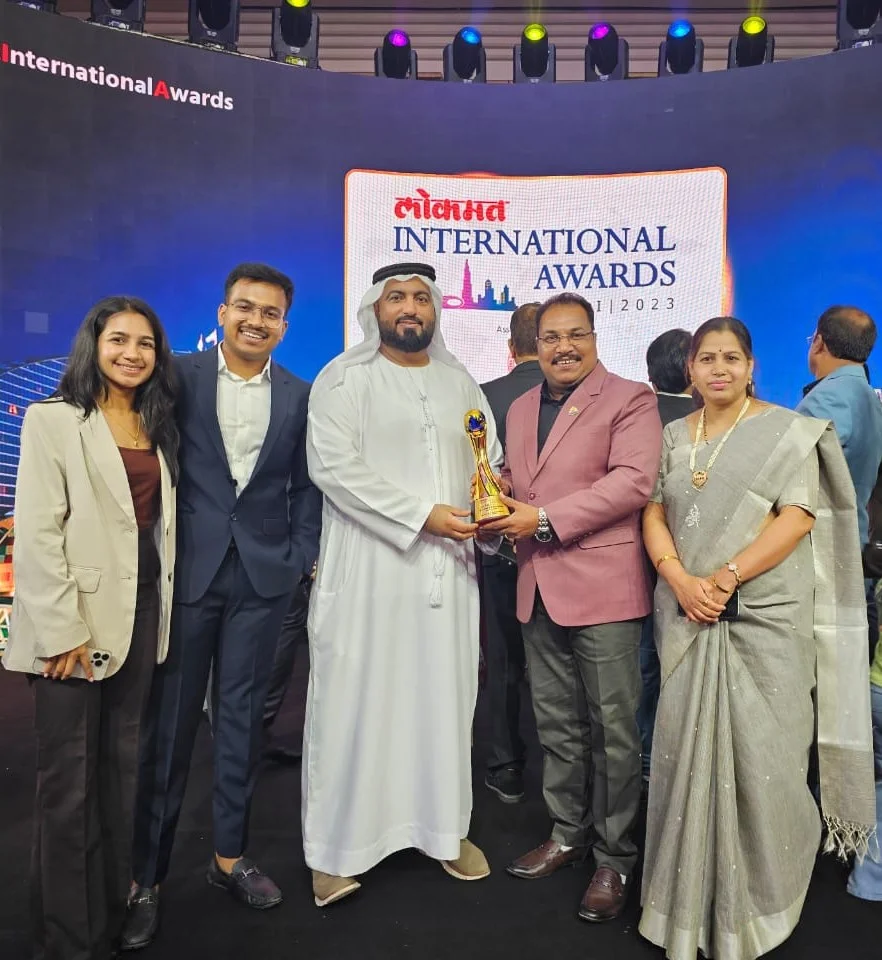 InternationalAwards
लोकमत
INTERNATIONAL
AWARDS
I | 2023